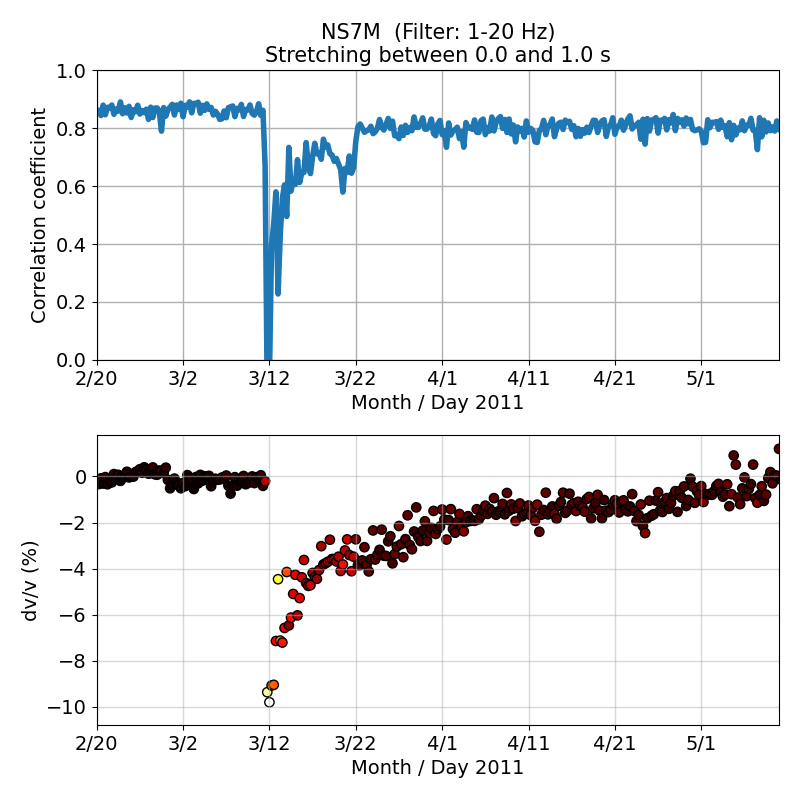 NS7M  (Filter: 1-20 Hz)
Stretching between 0.0 and 1.0 s
Correlation coefficient
1.0
0.8
0.6
0.4
0.2
0.0
2/20 3/2 3/12 3/22 4/1 4/11 4/21 5/1
Month / Day 2011
dv/v (%)
0
−2
−4
−6
−8
−10
2/20 3/2 3/12 3/22 4/1 4/11 4/21 5/1
Month / Day 2011